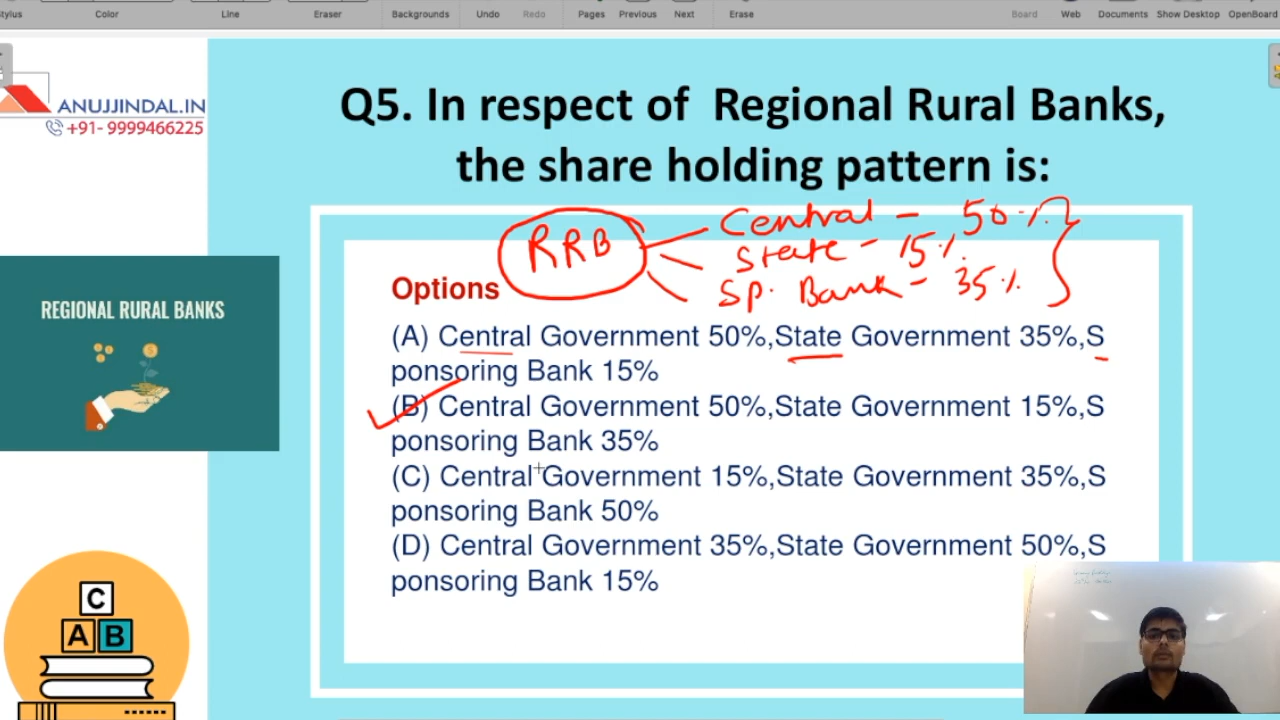 Stylus Color Line Eraser Backgrounds Undo Redo Pages Previous Next Erase Board Web Documents Show Desktop OpenBoard
ANUJJINDAL.IN
+91- 9999466225
Q5. In respect of Regional Rural Banks,
the share holding pattern is:
RRB
Central - 50%
State - 15%
Sp. Bank - 35%
Options
(A) Central Government 50%,State Government 35%,S
ponsoring Bank 15%
(B) Central Government 50%,State Government 15%,S
ponsoring Bank 35%
(C) Central Government 15%,State Government 35%,S
ponsoring Bank 50%
(D) Central Government 35%,State Government 50%,S
ponsoring Bank 15%
REGIONAL RURAL BANKS
C
A B